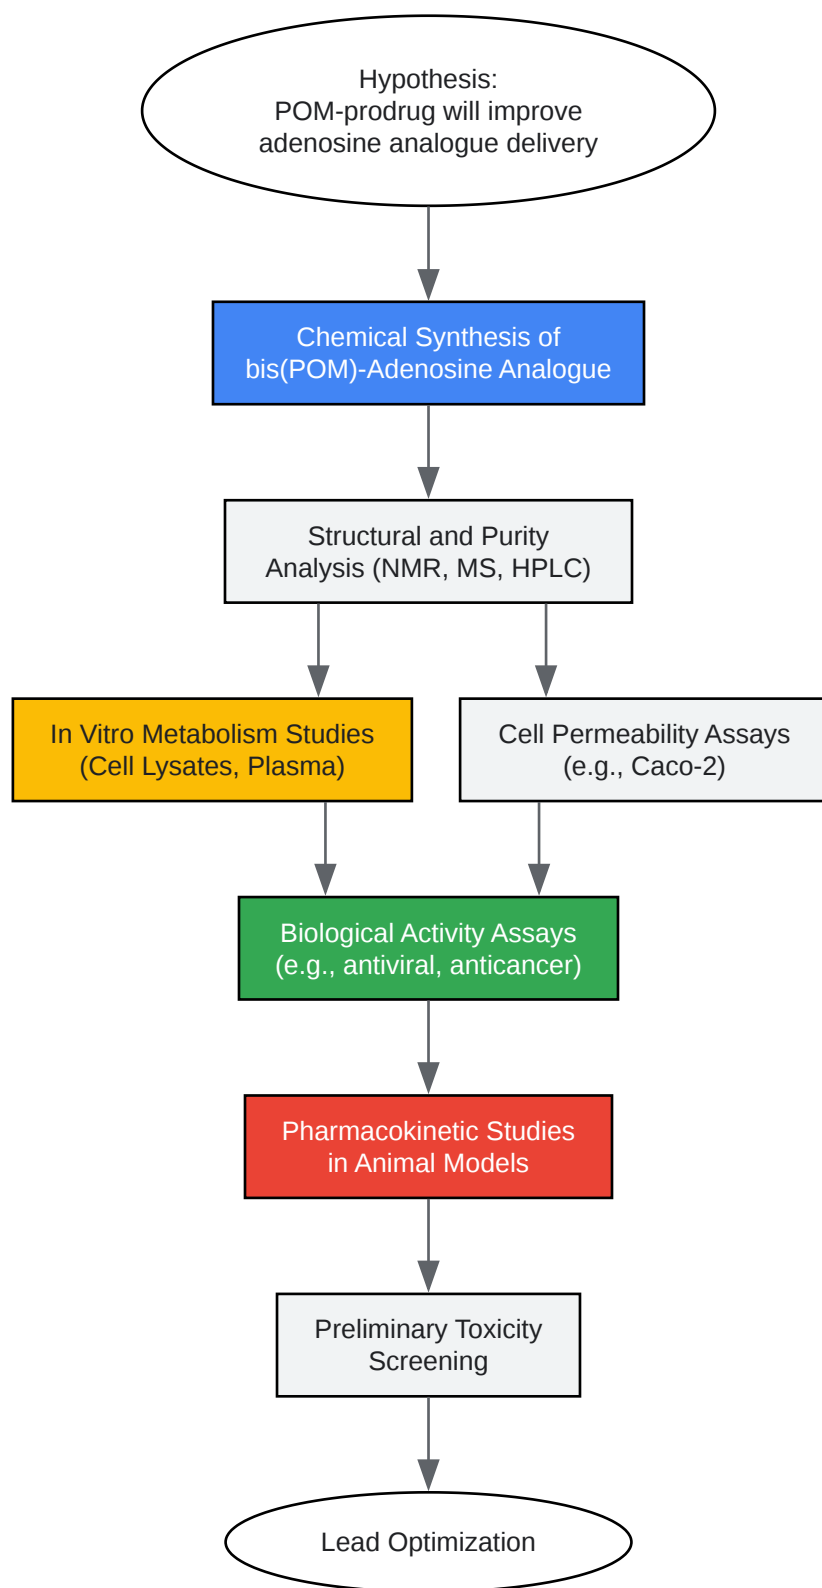 Hypothesis:
POM-prodrug will improve
adenosine analogue delivery
Chemical Synthesis of
bis(POM)-Adenosine Analogue
Structural and Purity
Analysis (NMR, MS, HPLC)
In Vitro Metabolism Studies
(Cell Lysates, Plasma)
Cell Permeability Assays
(e.g., Caco-2)
Biological Activity Assays
(e.g., antiviral, anticancer)
Pharmacokinetic Studies
in Animal Models
Preliminary Toxicity
Screening
Lead Optimization